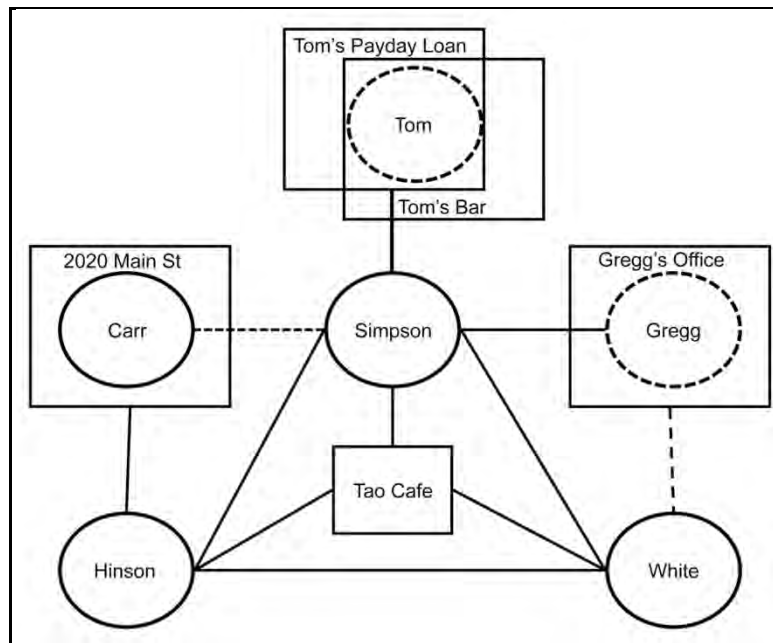 Tom’s Payday Loan
Tom
Tom’s Bar
2020 Main St
Gregg’s Office
Carr
Simpson
Gregg
Tao Cafe
Hinson
White